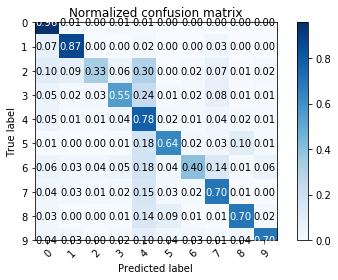 Normalized confusion matrix
0 0.96 0.01 0.00 0.00 0.01 0.00 0.00 0.00 0.00 0.00
1 0.07 0.87 0.00 0.00 0.02 0.00 0.00 0.03 0.00 0.00
2 0.10 0.09 0.33 0.06 0.30 0.00 0.02 0.07 0.01 0.02
3 0.05 0.02 0.03 0.55 0.24 0.01 0.02 0.08 0.01 0.01
4 0.05 0.01 0.01 0.04 0.78 0.02 0.01 0.04 0.02 0.01
5 0.01 0.00 0.00 0.01 0.18 0.64 0.02 0.03 0.10 0.01
6 0.06 0.03 0.04 0.05 0.18 0.04 0.40 0.14 0.01 0.06
7 0.04 0.03 0.01 0.02 0.15 0.03 0.02 0.70 0.01 0.00
8 0.03 0.00 0.00 0.01 0.14 0.09 0.01 0.01 0.70 0.02
9 0.04 0.03 0.01 0.02 0.10 0.04 0.00 0.01 0.04 0.70
0 1 2 3 4 5 6 7 8 9
True label
Predicted label
0.8
0.6
0.4
0.2
0.0